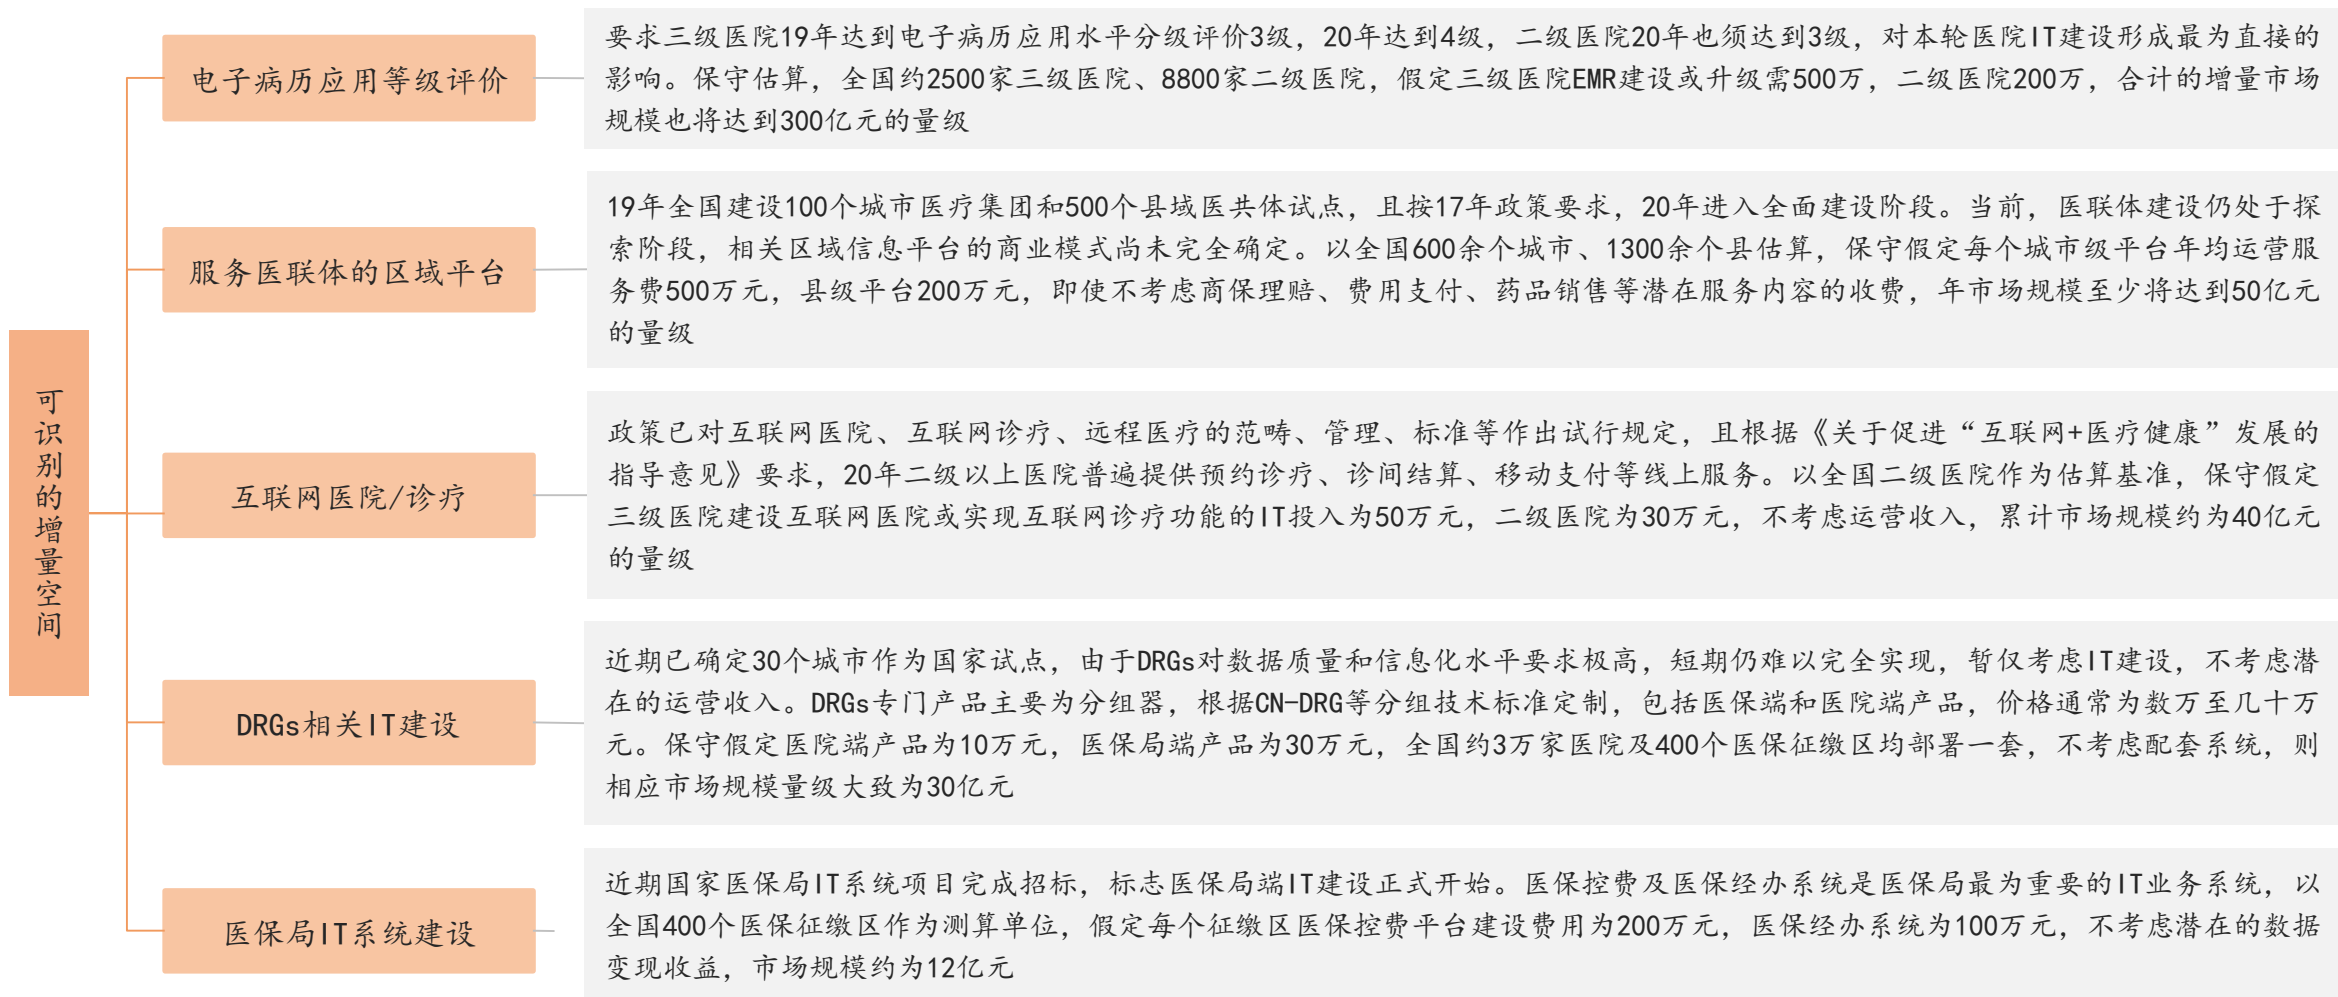 可识别的增量空间
电子病历应用等级评价
要求三级医院19年达到电子病历应用水平分级评价3级，20年达到4级，二级医院20年也须达到3级，对本轮医院IT建设形成最为直接的
影响。保守估算，全国约2500家三级医院、8800家二级医院，假定三级医院EMR建设或升级需500万，二级医院200万，合计的增量市场
规模也将达到300亿元的量级
服务医联体的区域平台
19年全国建设100个城市医疗集团和500个县域医共体试点，且按17年政策要求，20年进入全面建设阶段。当前，医联体建设仍处于探
索阶段，相关区域信息平台的商业模式尚未完全确定。以全国600余个城市、1300余个县估算，保守假定每个城市级平台年均运营服
务费500万元，县级平台200万元，即使不考虑商保理赔、费用支付、药品销售等潜在服务内容的收费，年市场规模至少将达到50亿元
的量级
互联网医院/诊疗
政策已对互联网医院、互联网诊疗、远程医疗的范畴、管理、标准等作出试行规定，且根据《关于促进“互联网+医疗健康”发展的
指导意见》要求，20年二级以上医院普遍提供预约诊疗、诊间结算、移动支付等线上服务。以全国二级医院作为估算基准，保守假定
三级医院建设互联网医院或实现互联网诊疗功能的IT投入为50万元，二级医院为30万元，不考虑运营收入，累计市场规模约为40亿元
的量级
DRGs相关IT建设
近期已确定30个城市作为国家试点，由于DRGs对数据质量和信息化水平要求极高，短期仍难以完全实现，暂仅考虑IT建设，不考虑潜
在的运营收入。DRGs专门产品主要为分组器，根据CN-DRG等分组技术标准定制，包括医保端和医院端产品，价格通常为数万至几十万
元。保守假定医院端产品为10万元，医保局端产品为30万元，全国约3万家医院及400个医保征缴区均部署一套，不考虑配套系统，则
相应市场规模量级大致为30亿元
医保局IT系统建设
近期国家医保局IT系统项目完成招标，标志医保局端IT建设正式开始。医保控费及医保经办系统是医保局最为重要的IT业务系统，以
全国400个医保征缴区作为测算单位，假定每个征缴区医保控费平台建设费用为200万元，医保经办系统为100万元，不考虑潜在的数据
变现收益，市场规模约为12亿元